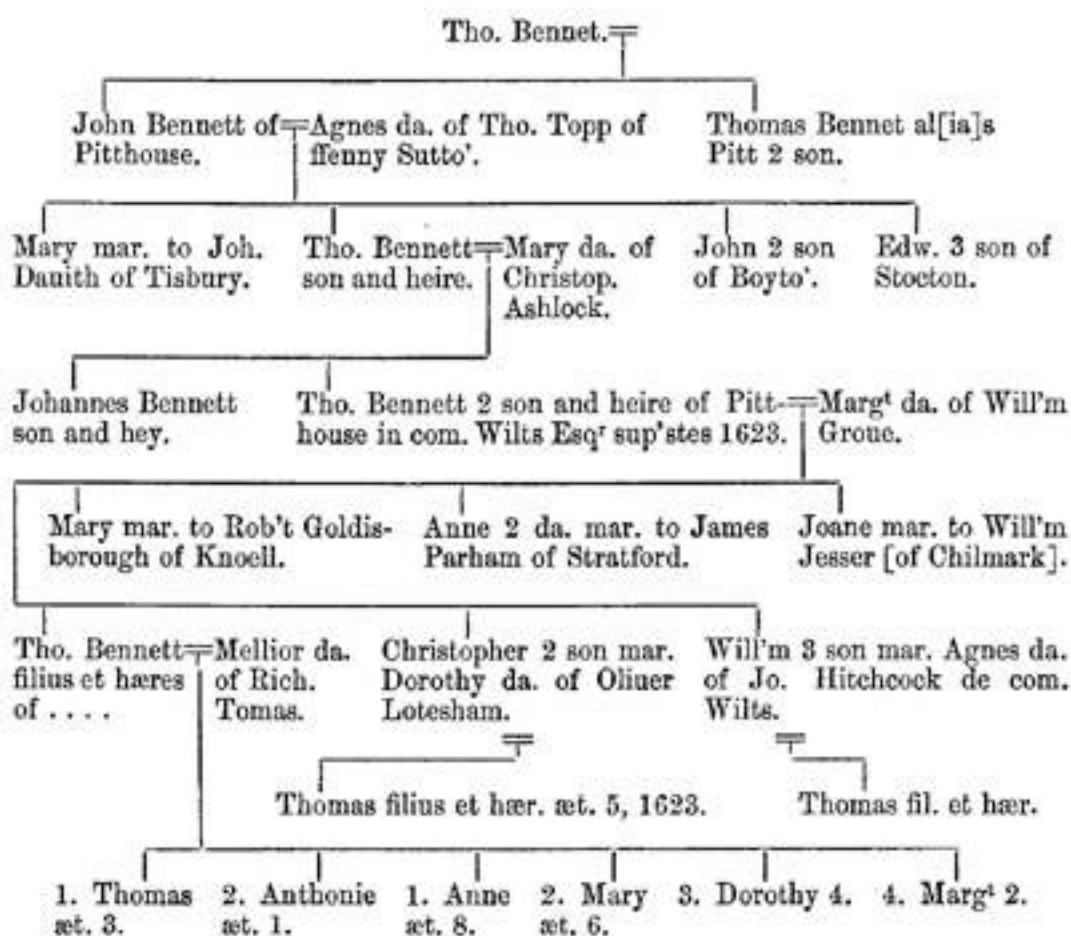 Tho. Bennet.
John Bennett of
Pitthouse.
Agnes da. of Tho. Topp of
ffenny Sutto'.
Thomas Bennet al[ia]s
Pitt 2 son.
Mary mar. to Joh.
Dauith of Tisbury.
Tho. Bennett
son and heire.
Mary da. of
Christop.
Ashlock.
John 2 son
of Boyto'.
Edw. 3 son of
Stocton.
Johannes Bennett
son and hey.
Tho. Bennett 2 son and heire of Pitt-
house in com. Wilts Esqʳ sup'stes 1623.
Margᵗ da. of Will'm
Groue.
Mary mar. to Rob't Goldis-
borough of Knoell.
Anne 2 da. mar. to James
Parham of Stratford.
Joane mar. to Will'm
Jesser [of Chilmark].
Tho. Bennett
filius et hæres
of . . . .
Mellior da.
of Rich.
Tomas.
Christopher 2 son mar.
Dorothy da. of Oliuer
Lotesham.
Will'm 3 son mar. Agnes da.
of Jo. Hitchcock de com.
Wilts.
Thomas filius et hær. æt. 5, 1623.
Thomas fil. et hær.
1. Thomas
æt. 3.
2. Anthonie
æt. 1.
1. Anne
æt. 8.
2. Mary
æt. 6.
3. Dorothy 4.
4. Margᵗ 2.